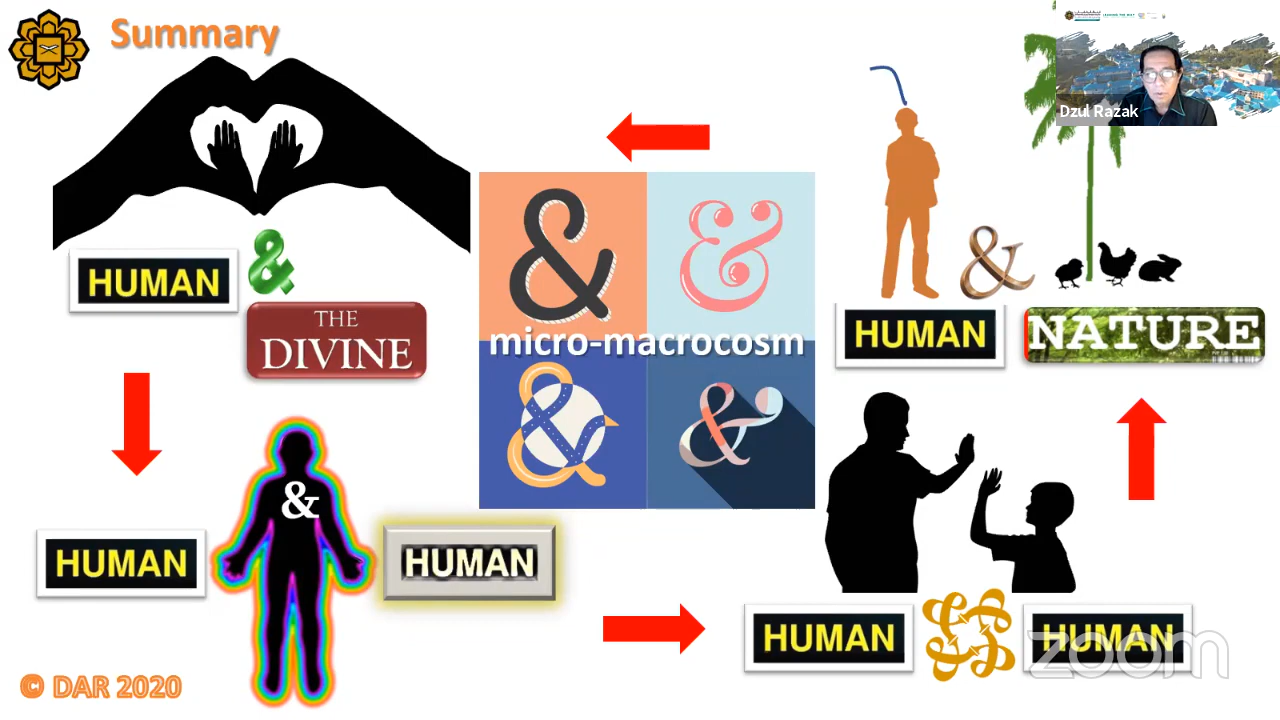 Summary
Dzul Razak
HUMAN
&
THE
DIVINE
&
&
&
&
micro-macrocosm
&
HUMAN
NATURE
HUMAN
&
HUMAN
HUMAN
HUMAN
zoom
© DAR 2020